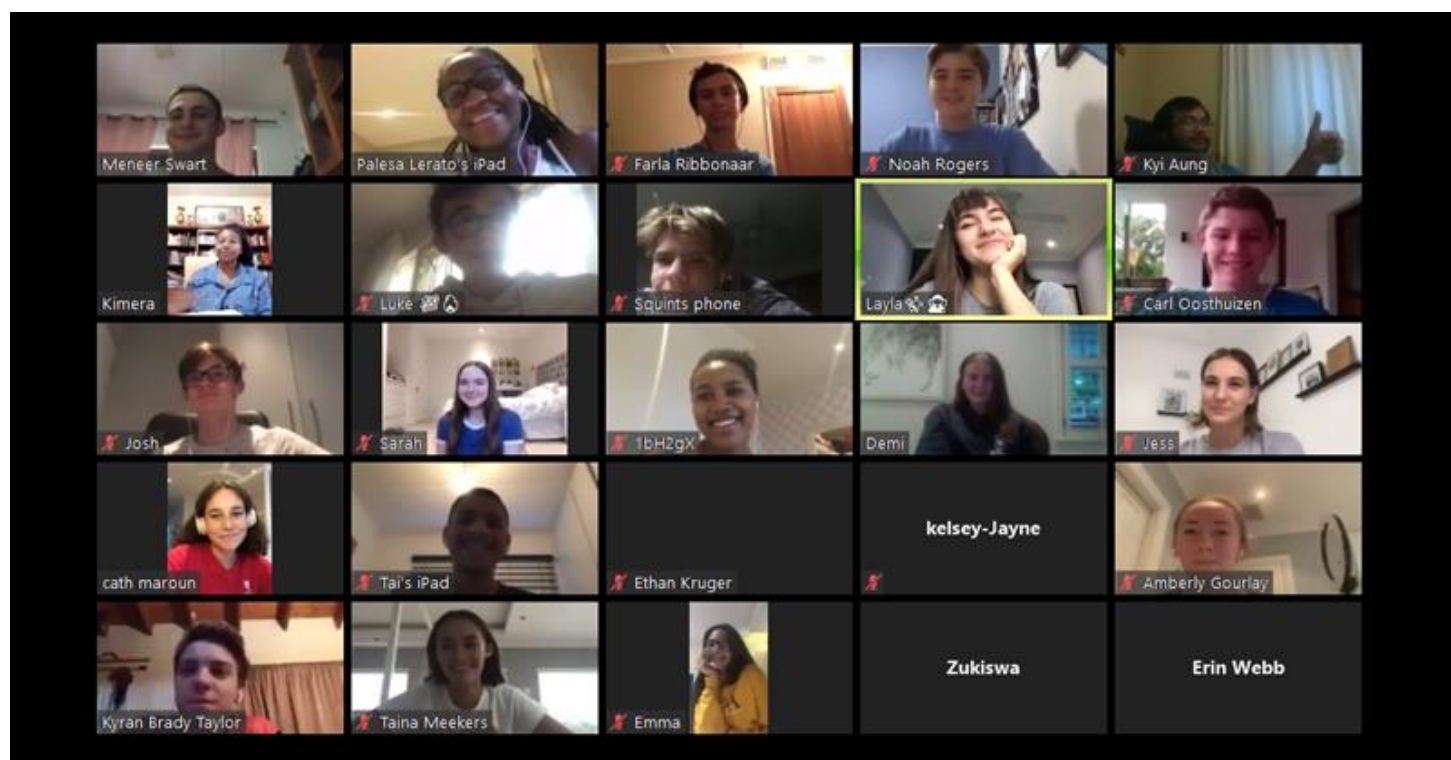 Meneer Swart
Palesa Lerato's iPad
Farla Ribbonaar
Noah Rogers
Kyi Aung
Kimera
Luke
Squints phone
Layla
Carl Oosthuizen
Josh
Sarah
1bH2gX
Demi
Jess
cath maroun
Tai's iPad
Ethan Kruger
kelsey-Jayne
Amberly Gourlay
Kyran Brady Taylor
Taina Meekers
Emma
Zukiswa
Erin Webb